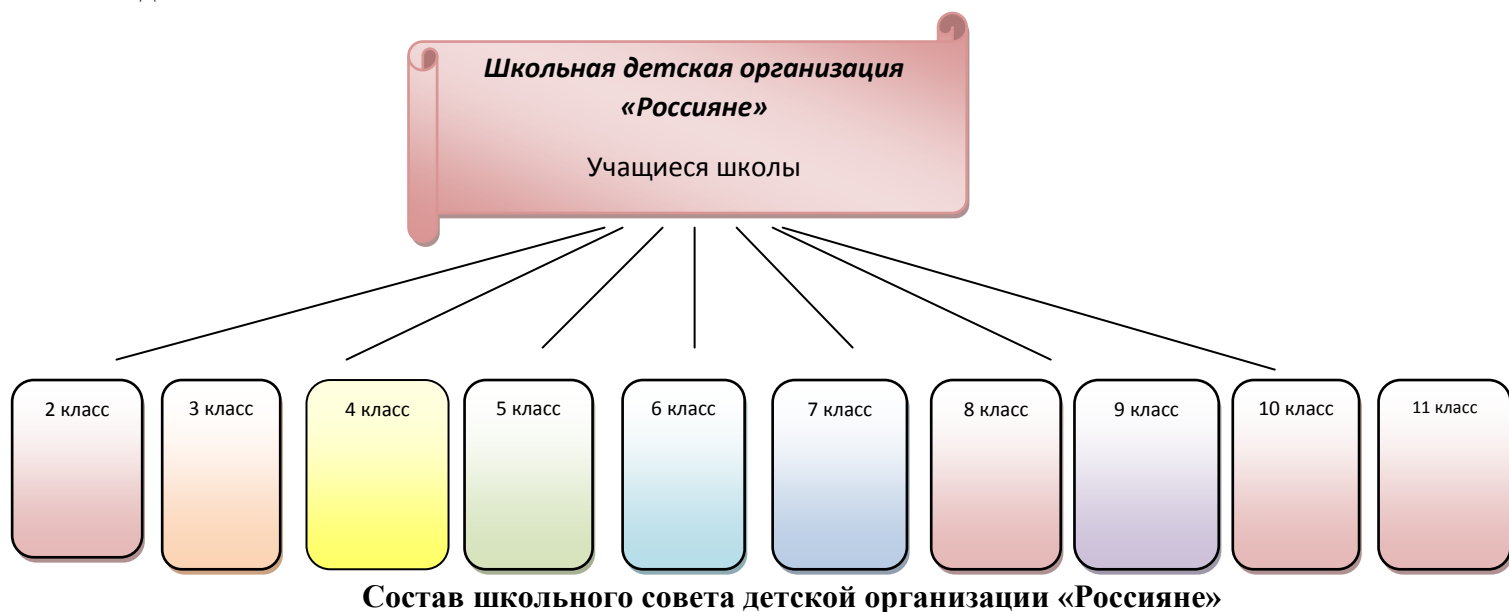 Школьная детская организация
«Россияне»
Учащиеся школы
2 класс
3 класс
4 класс
5 класс
6 класс
7 класс
8 класс
9 класс
10 класс
11 класс
Состав школьного совета детской организации «Россияне»